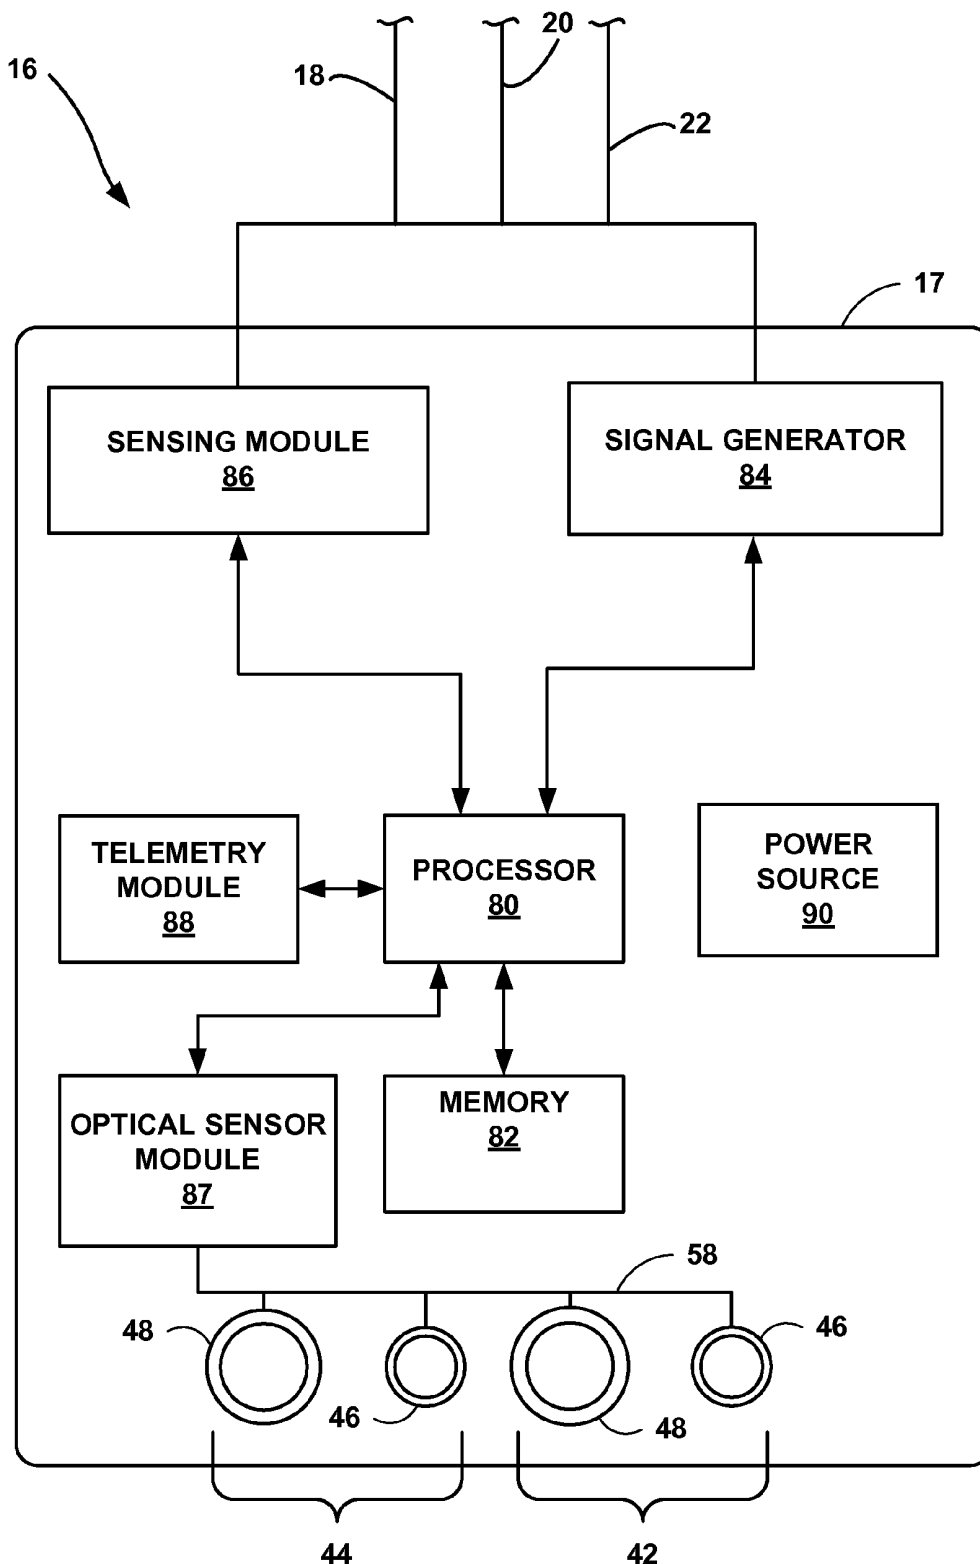 20
16
18
22
17
SENSING MODULE
86
SIGNAL GENERATOR
84
TELEMETRY
MODULE
88
PROCESSOR
80
POWER
SOURCE
90
OPTICAL SENSOR
MODULE
87
MEMORY
82
58
48
46
46
48
44
42